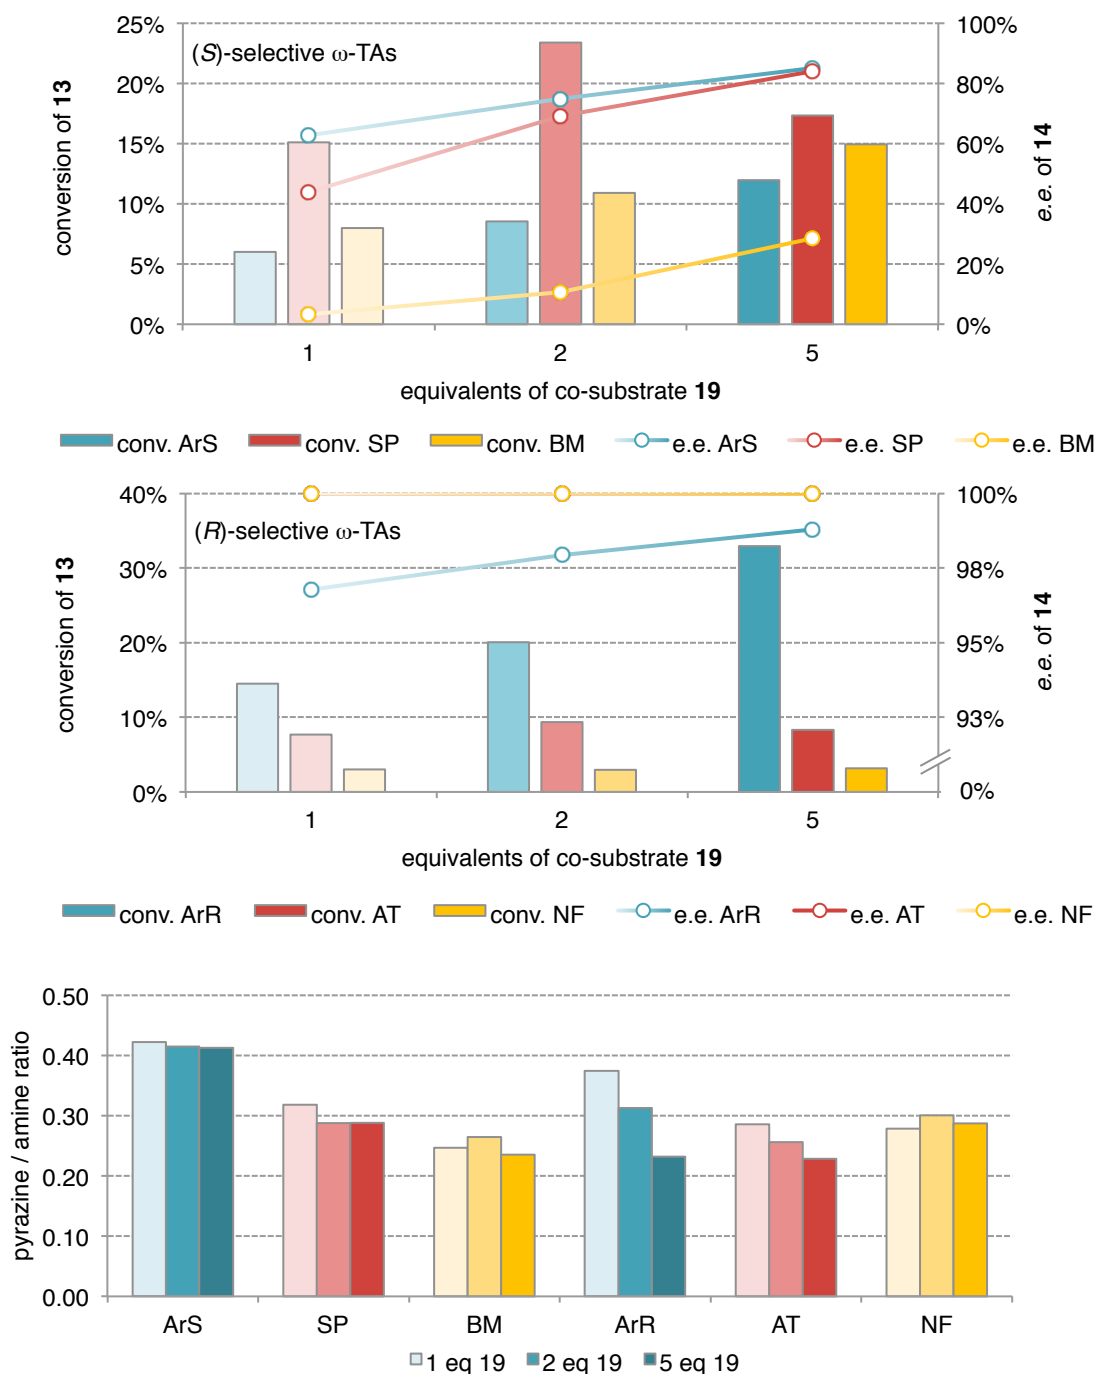 25%
20%
15%
10%
5%
0%
conversion of 13
(S)-selective ω-TAs
100%
80%
60%
40%
20%
0%
e.e. of 14
1 2 5
equivalents of co-substrate 19
conv. ArS conv. SP conv. BM e.e. ArS e.e. SP e.e. BM
40%
30%
20%
10%
0%
conversion of 13
(R)-selective ω-TAs
100%
98%
95%
93%
0%
e.e. of 14
1 2 5
equivalents of co-substrate 19
conv. ArR conv. AT conv. NF e.e. ArR e.e. AT e.e. NF
0.50
0.40
0.30
0.20
0.10
0.00
pyrazine / amine ratio
ArS SP BM ArR AT NF
1 eq 19 2 eq 19 5 eq 19